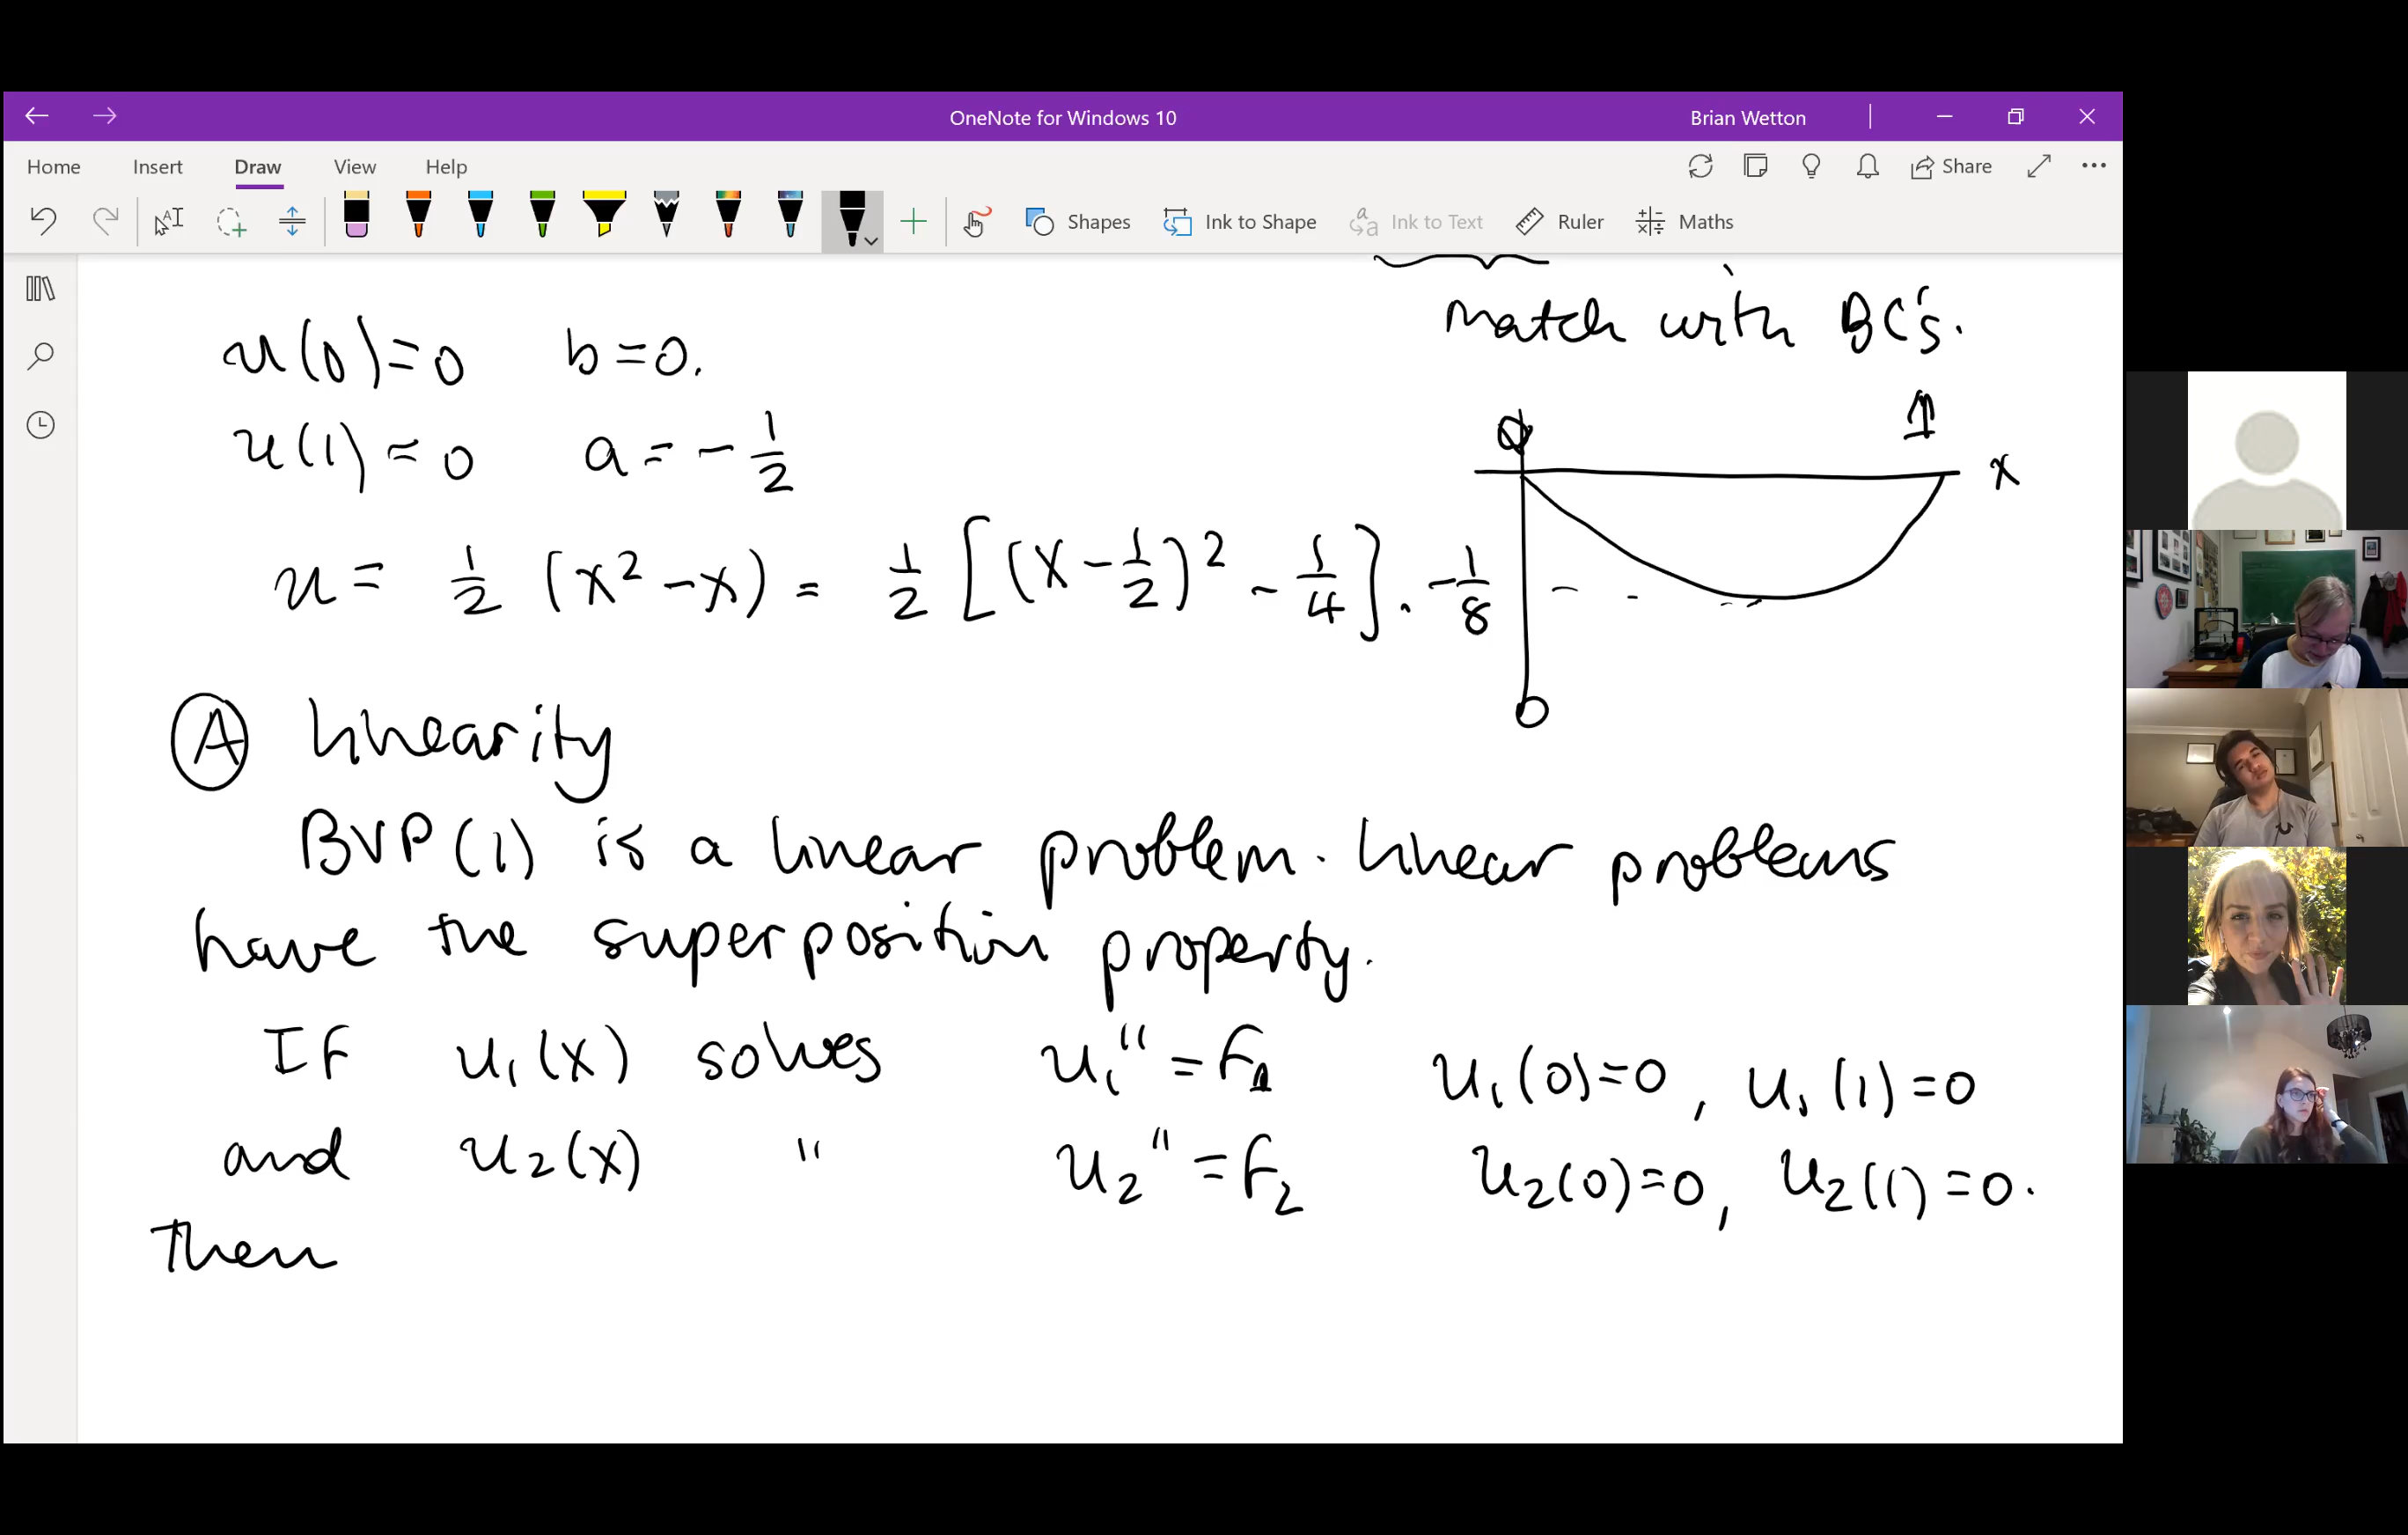 OneNote for Windows 10
Brian Wetton
Home Insert Draw View Help
Share
Shapes Ink to Shape Ink to Text Ruler Maths
match with BC's.
u(0)=0 b=0.
u(1)=0 a=-1/2
0 1
x
u = 1/2 (x²-x) = 1/2 [(x-1/2)² - 1/4]. -1/8
0
Ⓐ linearity
BVP(1) is a linear problem. linear problems
have the superposition property.
If u₁(x) solves u₁"=f₁ u₁(0)=0, u₁(1)=0
and u₂(x) " u₂"=f₂ u₂(0)=0, u₂(1)=0.
Then